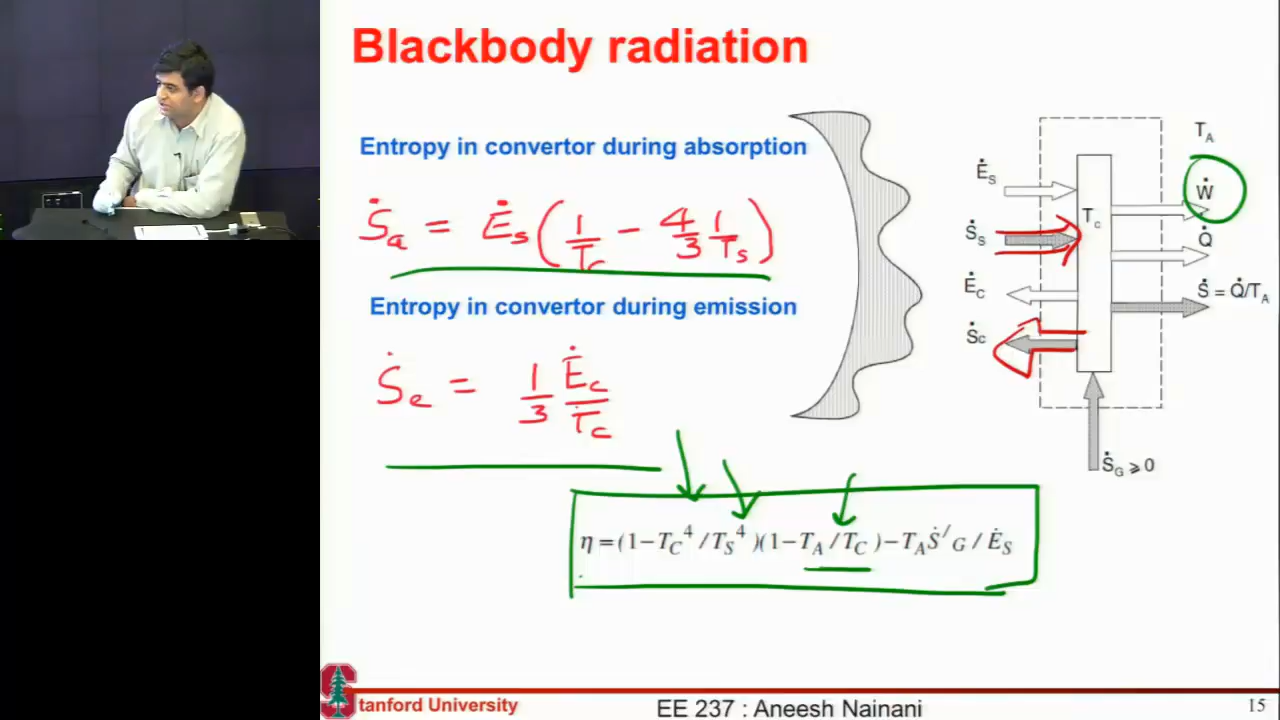 Blackbody radiation
Entropy in convertor during absorption
Ṡa = Ės (1/Tc − 4/3 1/Ts)
Entropy in convertor during emission
Ṡe = 1/3 Ėc/Tc
TA
ĖS
Ẇ
TC
ṠS
Q̇
ĖC
Ṡ = Q̇/TA
Ṡc
ṠG ⩾ 0
η = (1−TC⁴/TS⁴)(1−TA/TC)−TAṠ′G/ĖS
Stanford University
EE 237 : Aneesh Nainani
15